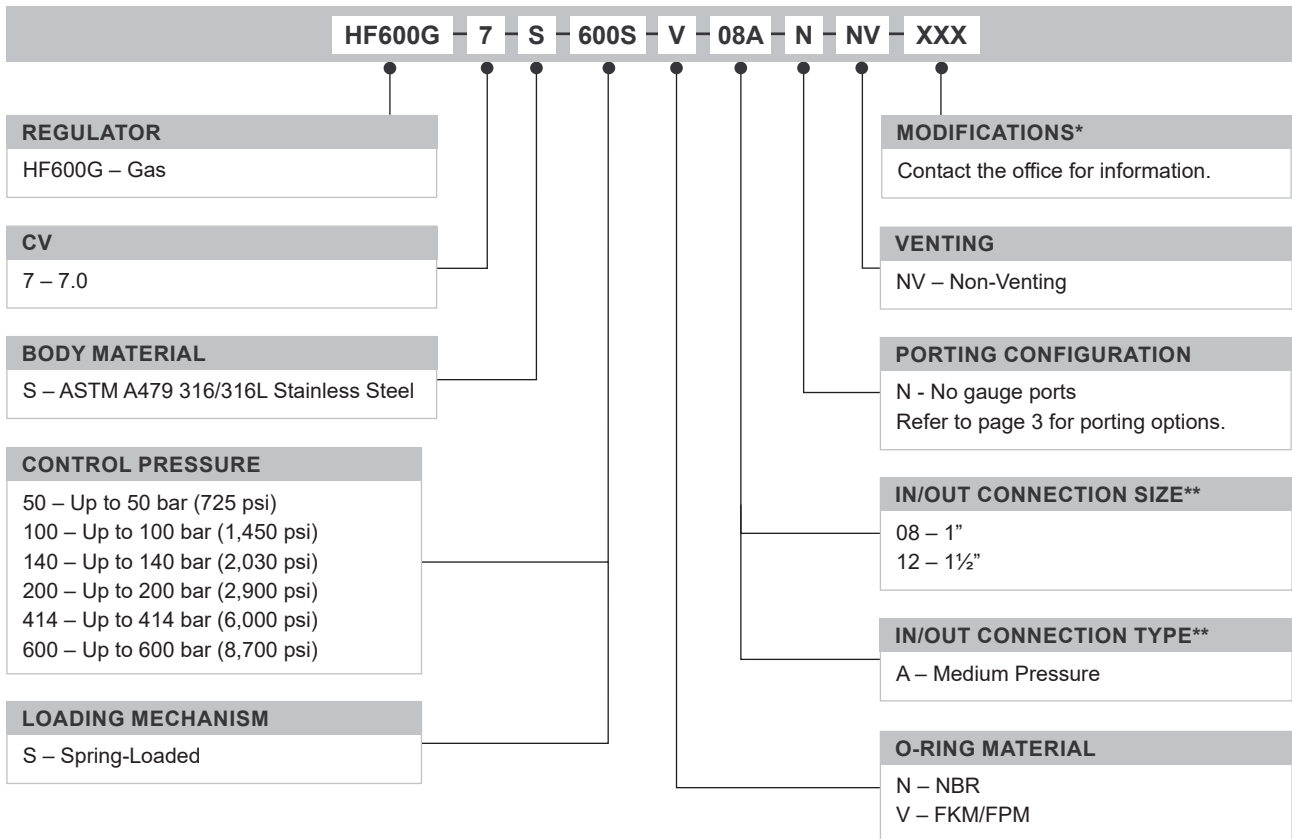 HF600G – 7 – S – 600S – V – 08A – N – NV – XXX
REGULATOR
HF600G – Gas
CV
7 – 7.0
BODY MATERIAL
S – ASTM A479 316/316L Stainless Steel
CONTROL PRESSURE
50 – Up to 50 bar (725 psi)
100 – Up to 100 bar (1,450 psi)
140 – Up to 140 bar (2,030 psi)
200 – Up to 200 bar (2,900 psi)
414 – Up to 414 bar (6,000 psi)
600 – Up to 600 bar (8,700 psi)
LOADING MECHANISM
S – Spring-Loaded
MODIFICATIONS*
Contact the office for information.
VENTING
NV – Non-Venting
PORTING CONFIGURATION
N - No gauge ports
Refer to page 3 for porting options.
IN/OUT CONNECTION SIZE**
08 – 1”
12 – 1½”
IN/OUT CONNECTION TYPE**
A – Medium Pressure
O-RING MATERIAL
N – NBR
V – FKM/FPM